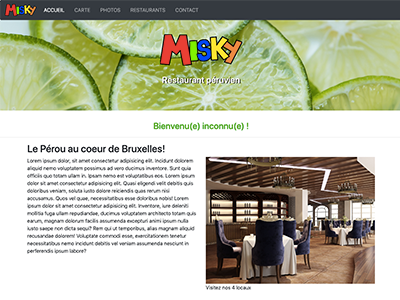 MISKY ACCUEIL CARTE PHOTOS RESTAURANTS CONTACT
MISKY
Restaurant péruvien
Bienvenu(e) inconnu(e) !
Le Pérou au coeur de Bruxelles!
Lorem ipsum dolor, sit amet consectetur adipisicing elit. Incidunt dolorem
aliquid nemo voluptatem possimus ad vero ducimus inventore. Sunt quia
officiis quo totam ullam in. Ipsam nemo est voluptatibus eos. Lorem ipsum
dolor sit amet consectetur adipisicing elit. Quasi eligendi velit debitis quis
doloribus veniam, iusto dolore reiciendis rerum cum nisi debitis quod
accusamus. Quos vel quae, necessitatibus esse doloribus nobis! Lorem
ipsum dolor sit amet consectetur adipisicing elit. Inventore, iure deleniti
mollitia fuga ullam repudiandae, ducimus voluptatem architecto totam quis
eum, magnam dolorum facilis assumenda excepturi animi ipsum nulla
iusto saepe non dicta sequi? Rem qui ut temporibus, alias magnam aliquid
recusandae dolorem! Voluptate commodi esse, exercitationem tenetur
necessitatibus nemo incidunt debitis vel veniam assumenda nesciunt in
perferendis explicabo ipsum labore?
Visitez nos 4 locaux